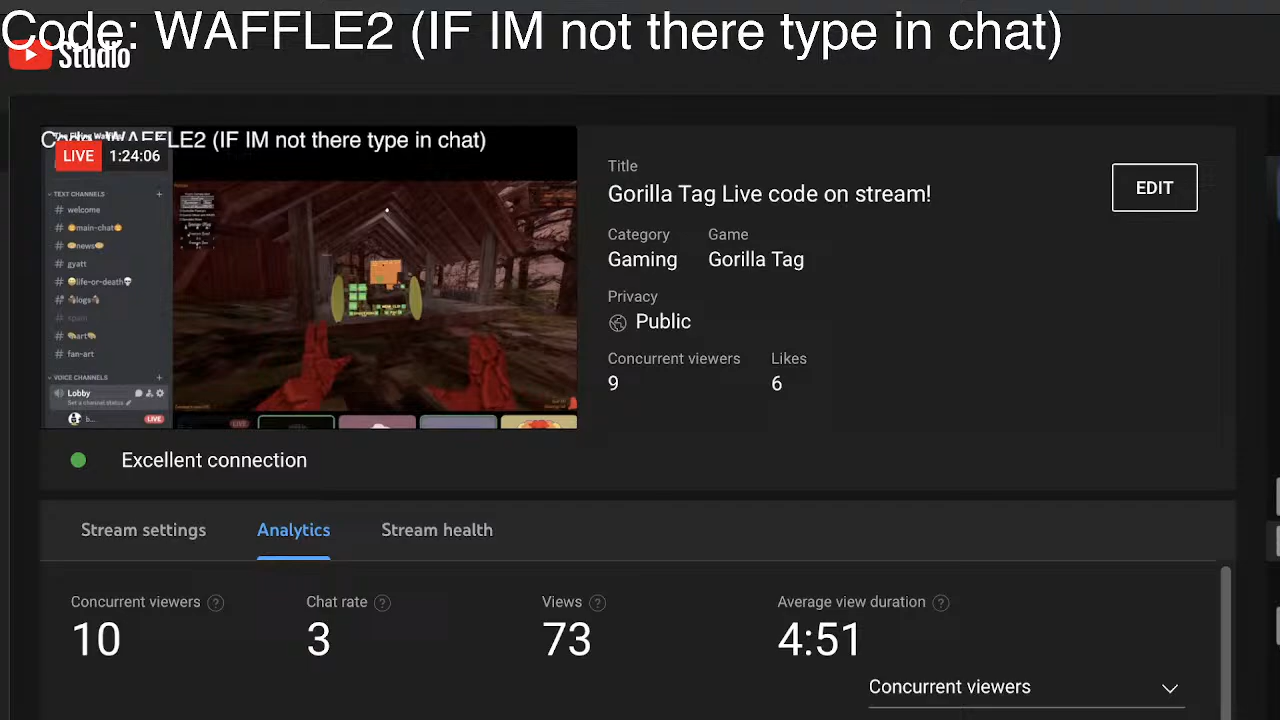 Code: WAFFLE2 (IF IM not there type in chat)
Studio
Code: WAFFLE2 (IF IM not there type in chat)
LIVE 1:24:06
TEXT CHANNELS
# welcome
# main-chat
# news
# gyatt
# life-or-death
# logs
# art
# fan-art
VOICE CHANNELS
Lobby
Set a channel status
b...
LIVE
Title
Gorilla Tag Live code on stream!
EDIT
Category Game
Gaming Gorilla Tag
Privacy
Public
Concurrent viewers Likes
9 6
Excellent connection
Stream settings Analytics Stream health
Concurrent viewers Chat rate Views Average view duration
10 3 73 4:51
Concurrent viewers